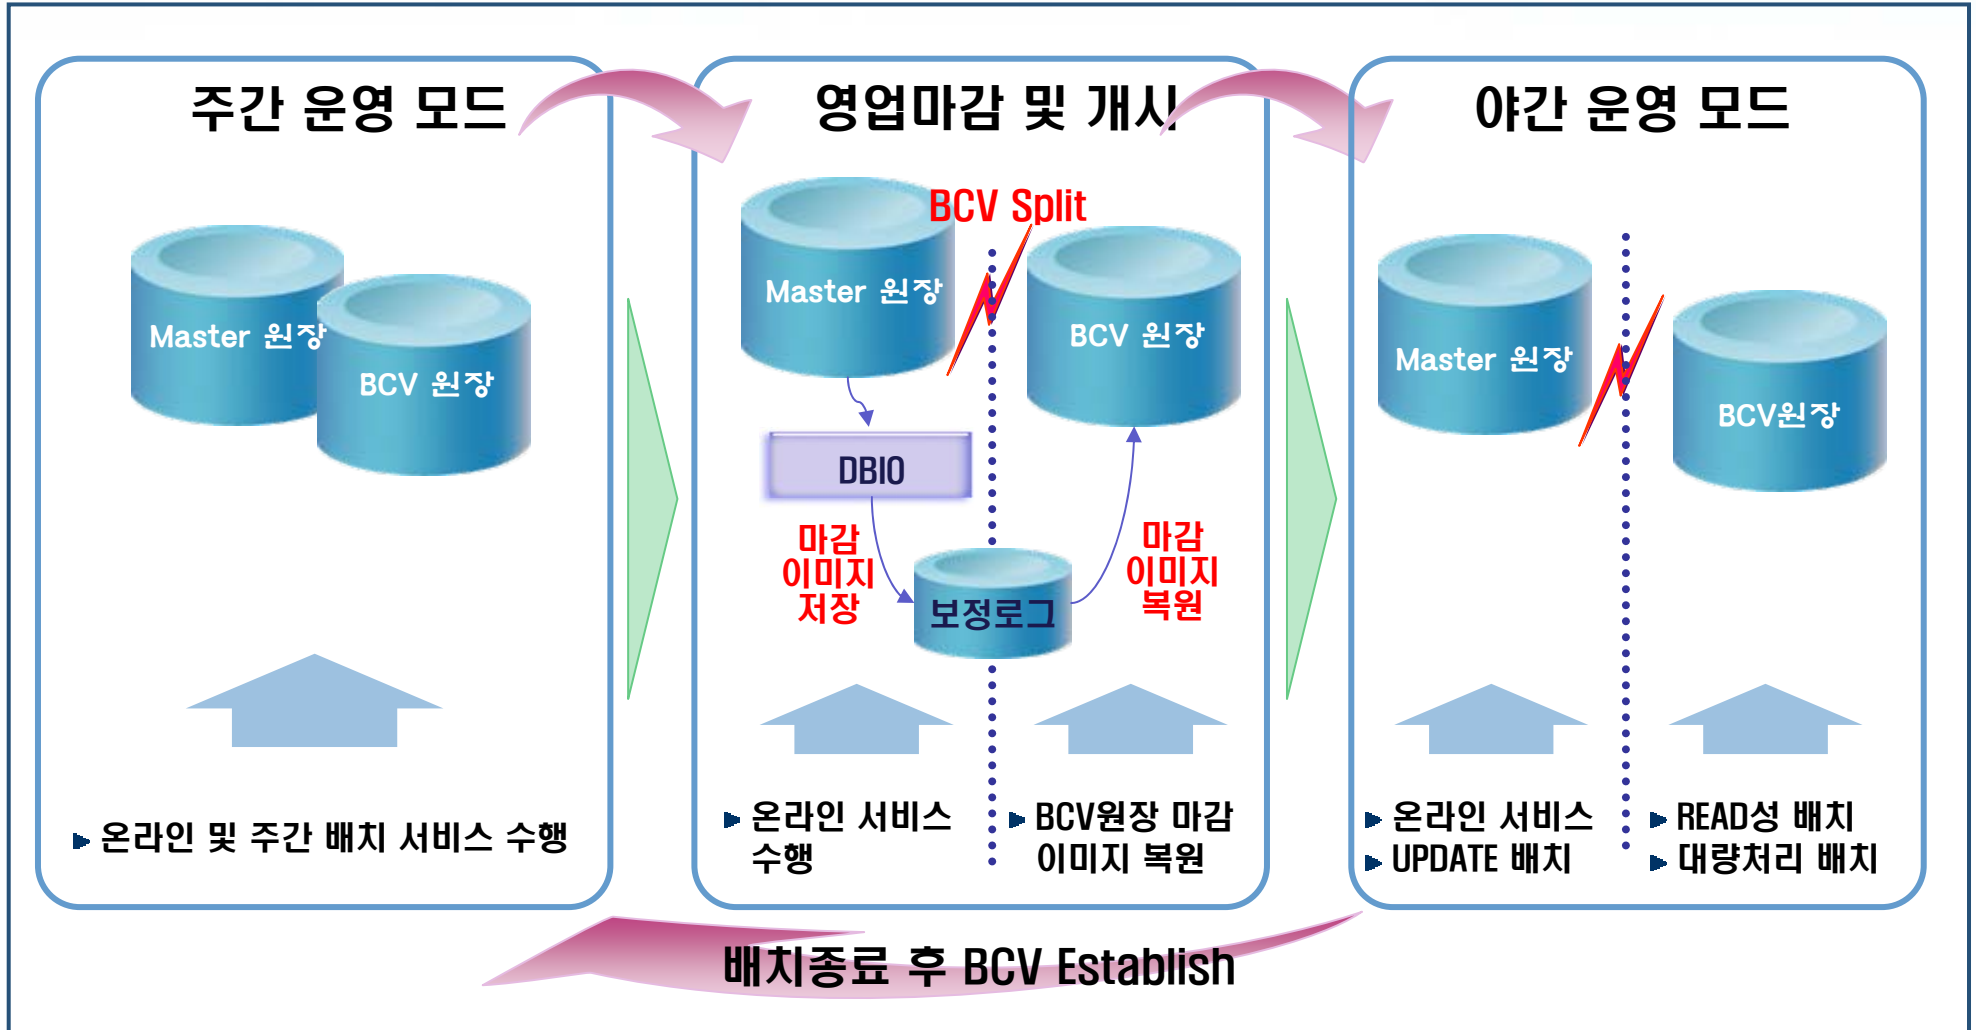 주간 운영 모드
Master 원장
BCV 원장
▶ 온라인 및 주간 배치 서비스 수행
영업마감 및 개시
BCV Split
Master 원장
BCV 원장
DBIO
마감
이미지
저장
보정로그
마감
이미지
복원
▶ 온라인 서비스
수행
▶ BCV원장 마감
이미지 복원
야간 운영 모드
Master 원장
BCV원장
▶ 온라인 서비스
▶ UPDATE 배치
▶ READ성 배치
▶ 대량처리 배치
배치종료 후 BCV Establish